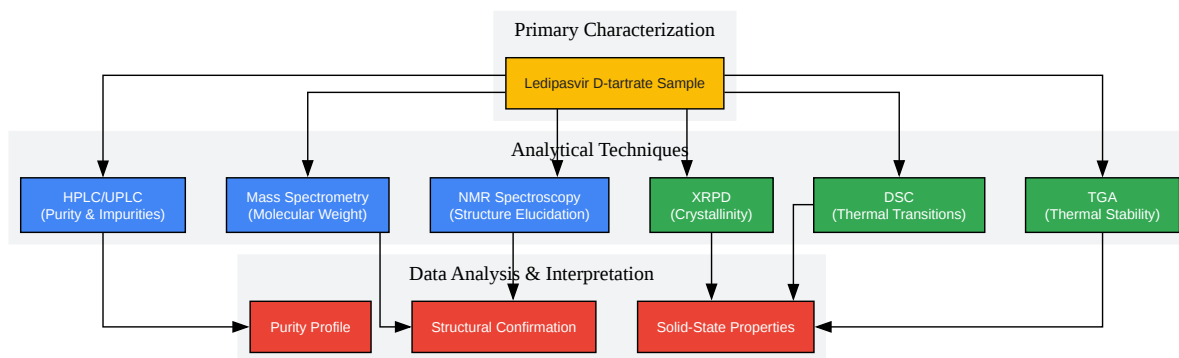 Primary Characterization
Ledipasvir D-tartrate Sample
Analytical Techniques
HPLC/UPLC
(Purity & Impurities)
Mass Spectrometry
(Molecular Weight)
NMR Spectroscopy
(Structure Elucidation)
XRPD
(Crystallinity)
DSC
(Thermal Transitions)
TGA
(Thermal Stability)
Data Analysis & Interpretation
Purity Profile
Structural Confirmation
Solid-State Properties